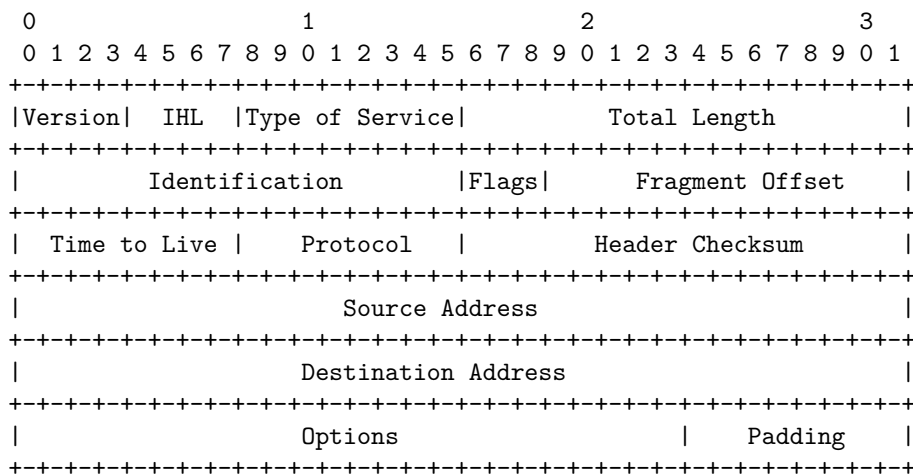 0                   1                   2                   3
0 1 2 3 4 5 6 7 8 9 0 1 2 3 4 5 6 7 8 9 0 1 2 3 4 5 6 7 8 9 0 1
+-+-+-+-+-+-+-+-+-+-+-+-+-+-+-+-+-+-+-+-+-+-+-+-+-+-+-+-+-+-+-+-+
|Version|  IHL  |Type of Service|          Total Length         |
+-+-+-+-+-+-+-+-+-+-+-+-+-+-+-+-+-+-+-+-+-+-+-+-+-+-+-+-+-+-+-+-+
|         Identification        |Flags|      Fragment Offset    |
+-+-+-+-+-+-+-+-+-+-+-+-+-+-+-+-+-+-+-+-+-+-+-+-+-+-+-+-+-+-+-+-+
|  Time to Live |    Protocol   |         Header Checksum       |
+-+-+-+-+-+-+-+-+-+-+-+-+-+-+-+-+-+-+-+-+-+-+-+-+-+-+-+-+-+-+-+-+
|                       Source Address                          |
+-+-+-+-+-+-+-+-+-+-+-+-+-+-+-+-+-+-+-+-+-+-+-+-+-+-+-+-+-+-+-+-+
|                    Destination Address                        |
+-+-+-+-+-+-+-+-+-+-+-+-+-+-+-+-+-+-+-+-+-+-+-+-+-+-+-+-+-+-+-+-+
|                    Options                    |    Padding    |
+-+-+-+-+-+-+-+-+-+-+-+-+-+-+-+-+-+-+-+-+-+-+-+-+-+-+-+-+-+-+-+-+